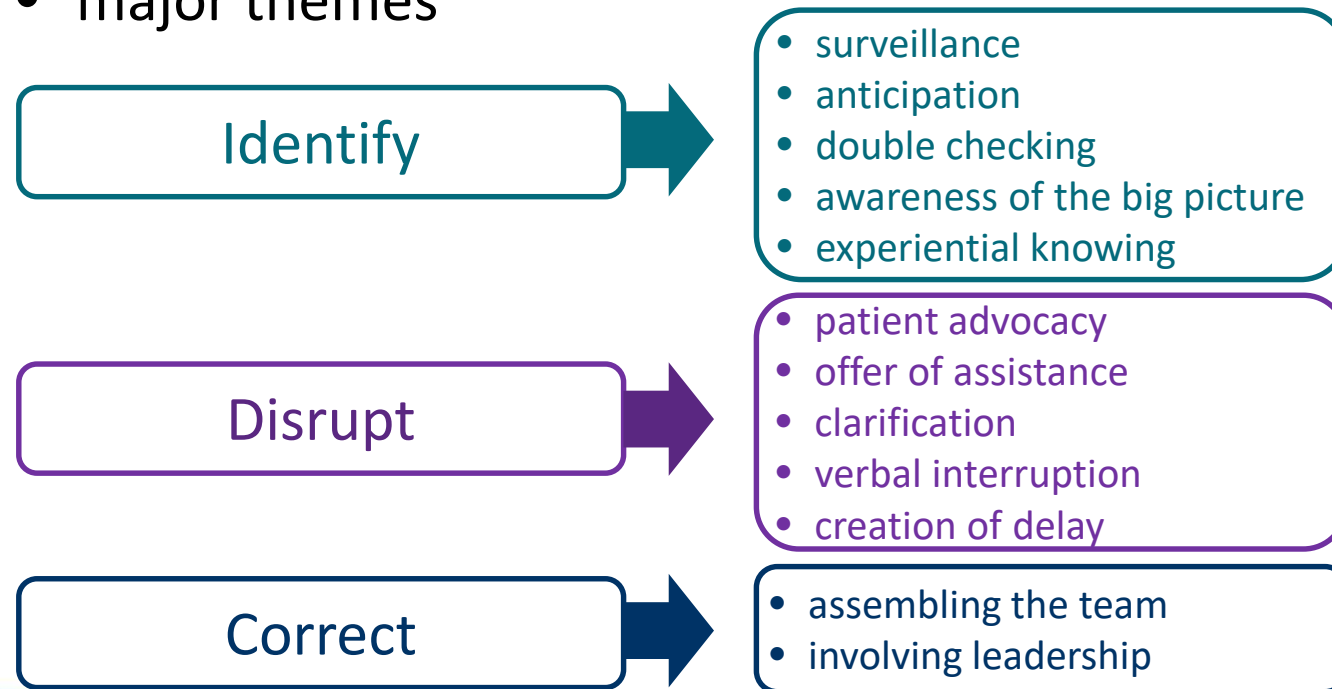 • major themes
Identify
• surveillance
• anticipation
• double checking
• awareness of the big picture
• experiential knowing
Disrupt
• patient advocacy
• offer of assistance
• clarification
• verbal interruption
• creation of delay
Correct
• assembling the team
• involving leadership